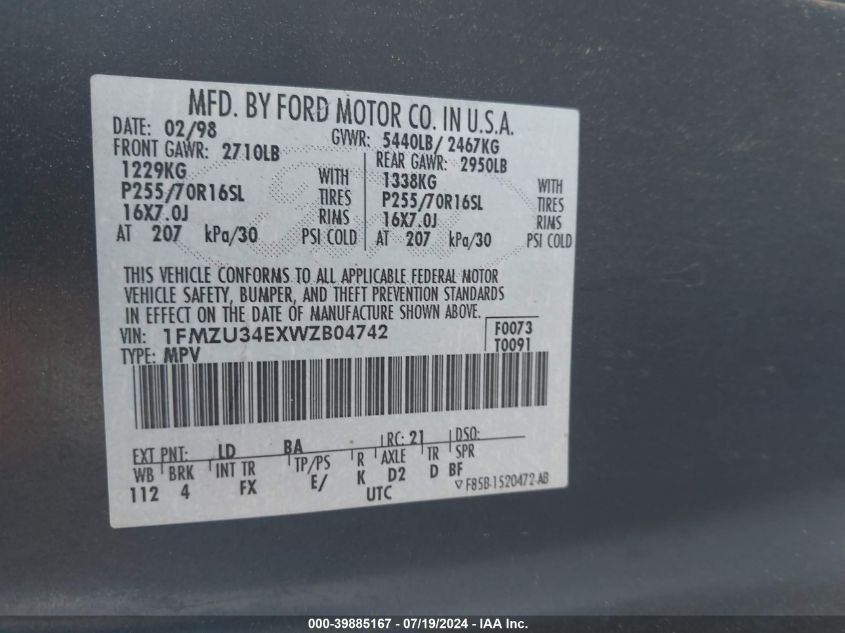 MFD. BY FORD MOTOR CO. IN U.S.A.
DATE: 02/98 GVWR: 5440LB/ 2467KG
FRONT GAWR: 2710LB REAR GAWR: 2950LB
1229KG WITH 1338KG WITH
P255/70R16SL TIRES P255/70R16SL TIRES
16X7.0J RIMS 16X7.0J RIMS
AT 207 kPa/30 PSI COLD AT 207 kPa/30 PSI COLD
THIS VEHICLE CONFORMS TO ALL APPLICABLE FEDERAL MOTOR
VEHICLE SAFETY, BUMPER, AND THEFT PREVENTION STANDARDS
IN EFFECT ON THE DATE OF MANUFACTURE SHOWN ABOVE.
VIN: 1FMZU34EXWZB04742 F0073
TYPE: MPV T0091
EXT PNT: LD BA RC: 21 DSO:
WB BRK INT TR TP/PS R AXLE TR SPR
112 4 FX E/ K D2 D BF
UTC ▽ F85B-1520472-AB
000-39885167 - 07/19/2024 - IAA Inc.